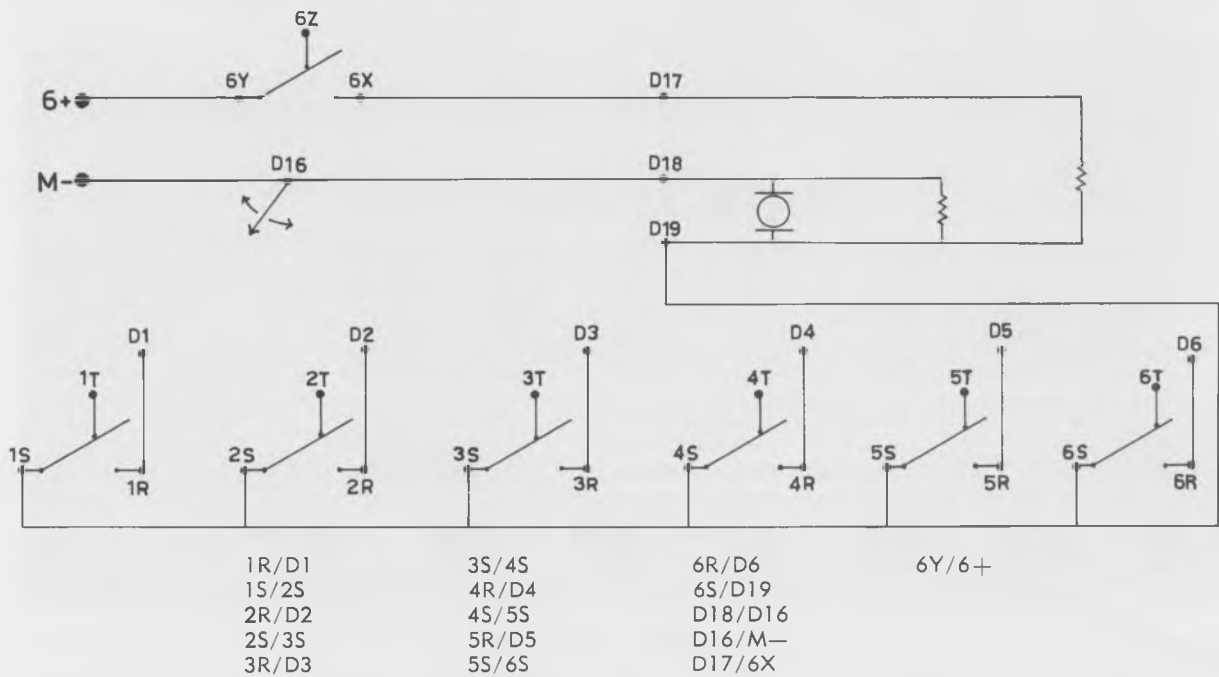 6Z
6Y 6X D17
6+
D16 D18
M-
D19
D1 D2 D3 D4 D5 D6
1T 2T 3T 4T 5T 6T
1S 2S 3S 4S 5S 6S
1R 2R 3R 4R 5R 6R
1R/D1 3S/4S 6R/D6 6Y/6+
1S/2S 4R/D4 6S/D19
2R/D2 4S/5S D18/D16
2S/3S 5R/D5 D16/M—
3R/D3 5S/6S D17/6X